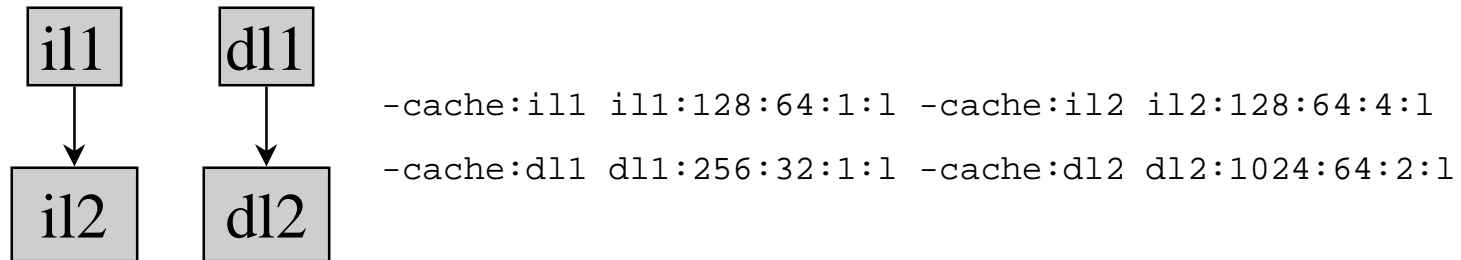 il1 dl1
-cache:il1 il1:128:64:1:l -cache:il2 il2:128:64:4:l
-cache:dl1 dl1:256:32:1:l -cache:dl2 dl2:1024:64:2:l
il2 dl2